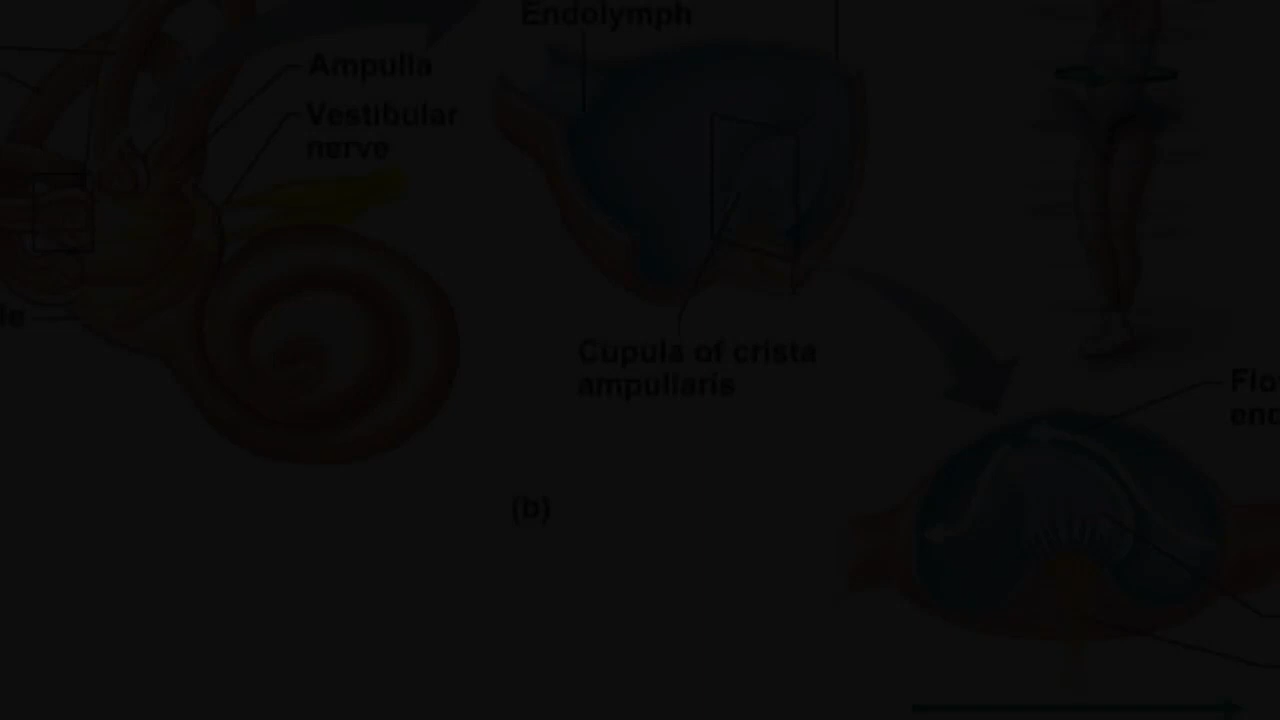 Endolymph
Ampulla
Vestibular
nerve
Cupula of crista
ampullaris
(b)